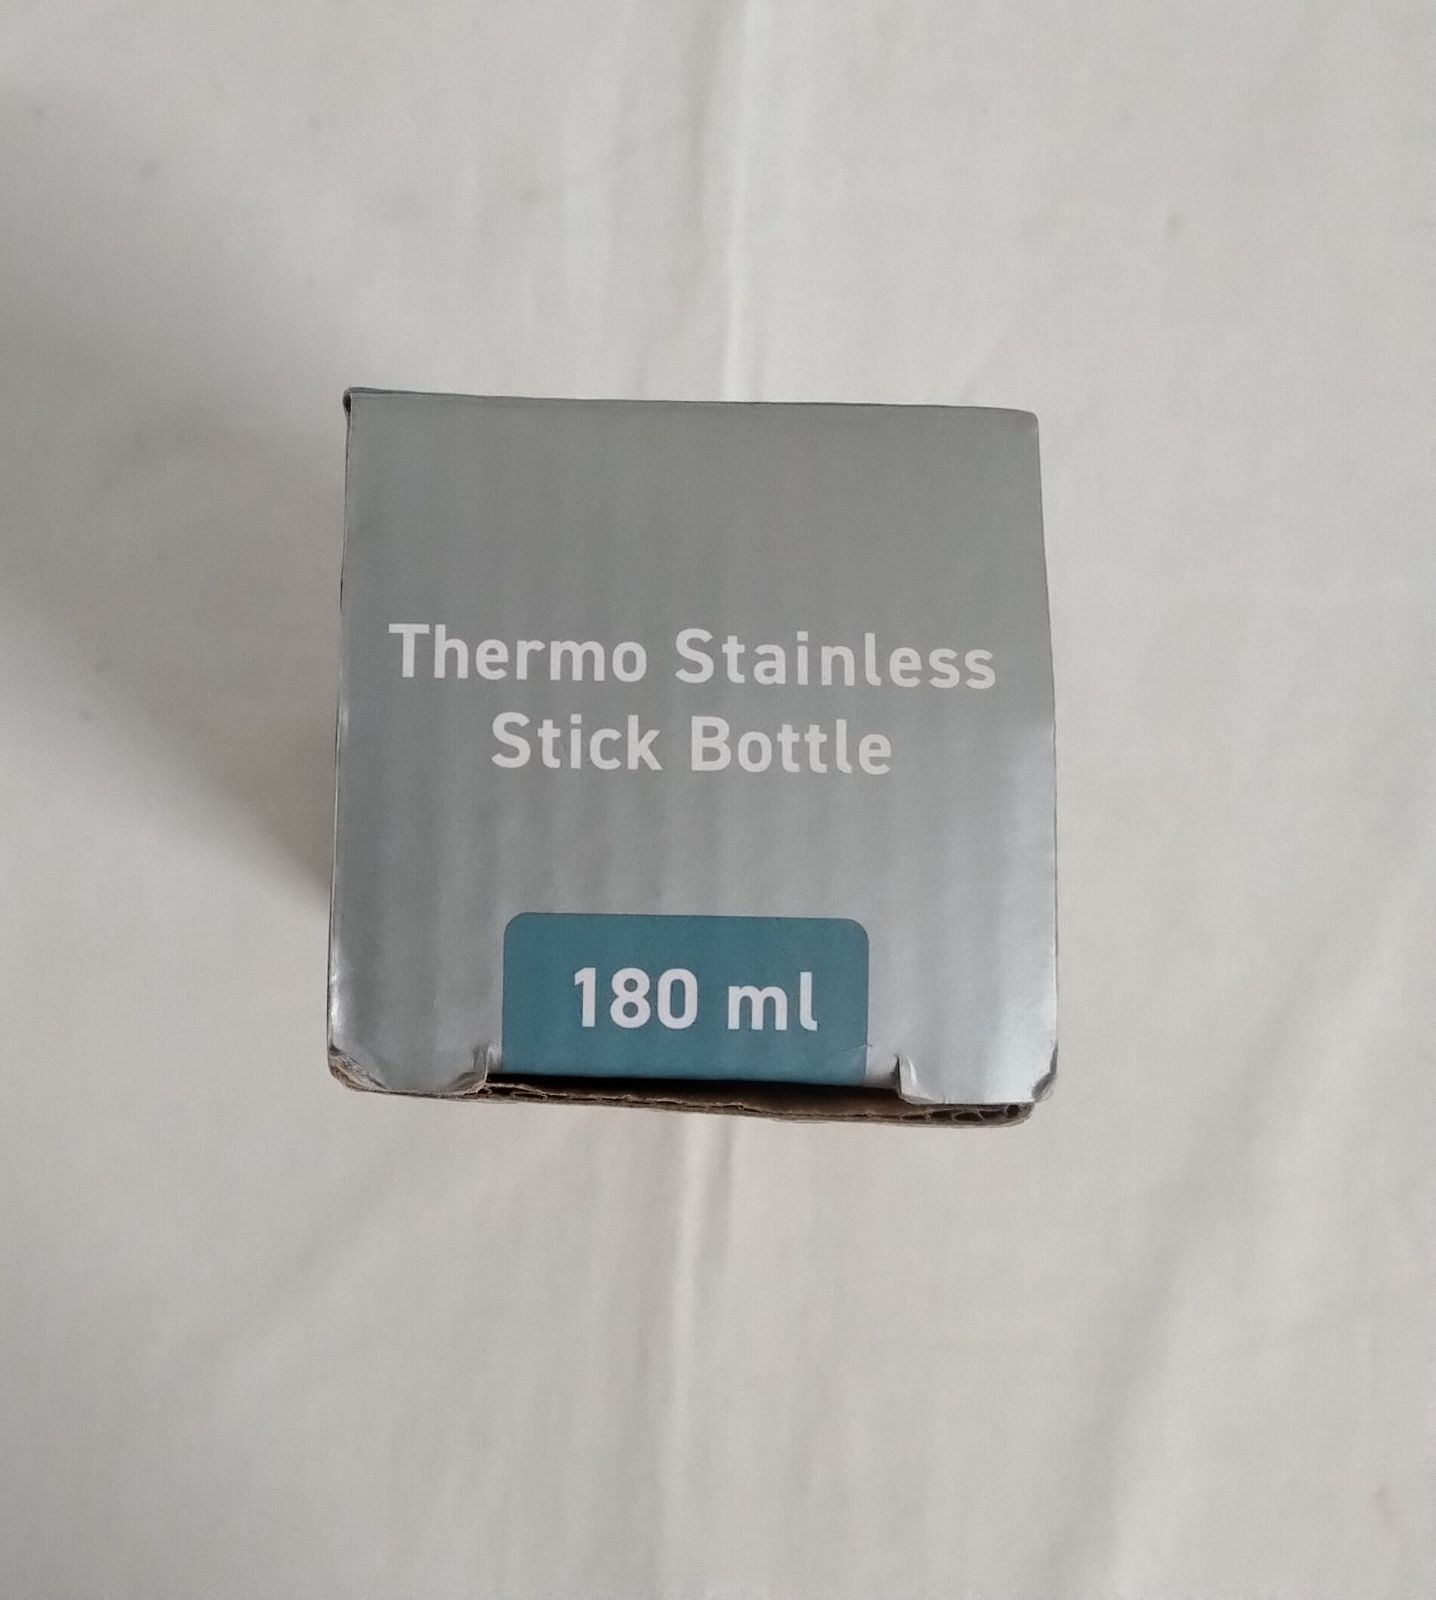 Thermo Stainless
Stick Bottle
180 ml